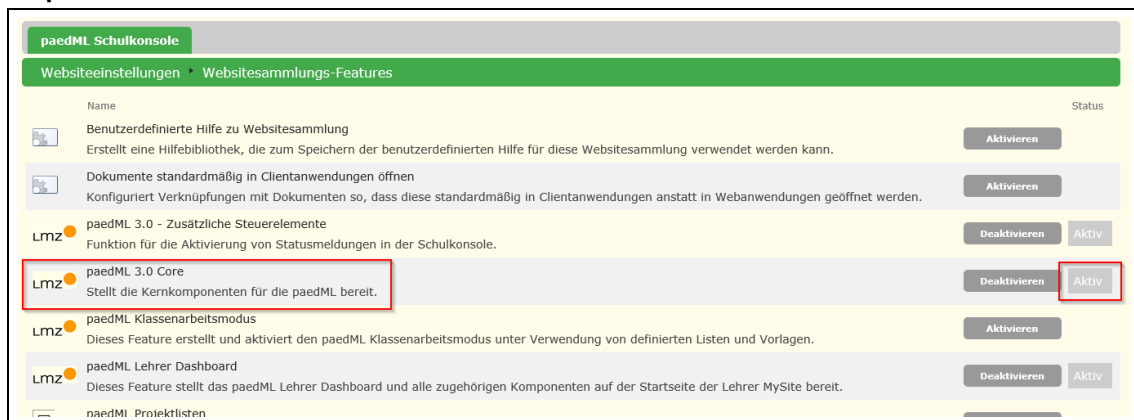 paedML Schulkonsole
Websiteeinstellungen ‣ Websitesammlungs-Features
Name Status
Benutzerdefinierte Hilfe zu Websitesammlung
Erstellt eine Hilfebibliothek, die zum Speichern der benutzerdefinierten Hilfe für diese Websitesammlung verwendet werden kann.
Aktivieren
Dokumente standardmäßig in Clientanwendungen öffnen
Konfiguriert Verknüpfungen mit Dokumenten so, dass diese standardmäßig in Clientanwendungen anstatt in Webanwendungen geöffnet werden.
Aktivieren
LMZ
paedML 3.0 - Zusätzliche Steuerelemente
Funktion für die Aktivierung von Statusmeldungen in der Schulkonsole.
Deaktivieren Aktiv
LMZ
paedML 3.0 Core
Stellt die Kernkomponenten für die paedML bereit.
Deaktivieren Aktiv
LMZ
paedML Klassenarbeitsmodus
Dieses Feature erstellt und aktiviert den paedML Klassenarbeitsmodus unter Verwendung von definierten Listen und Vorlagen.
Aktivieren
LMZ
paedML Lehrer Dashboard
Dieses Feature stellt das paedML Lehrer Dashboard und alle zugehörigen Komponenten auf der Startseite der Lehrer MySite bereit.
Deaktivieren Aktiv
paedML Projektlisten